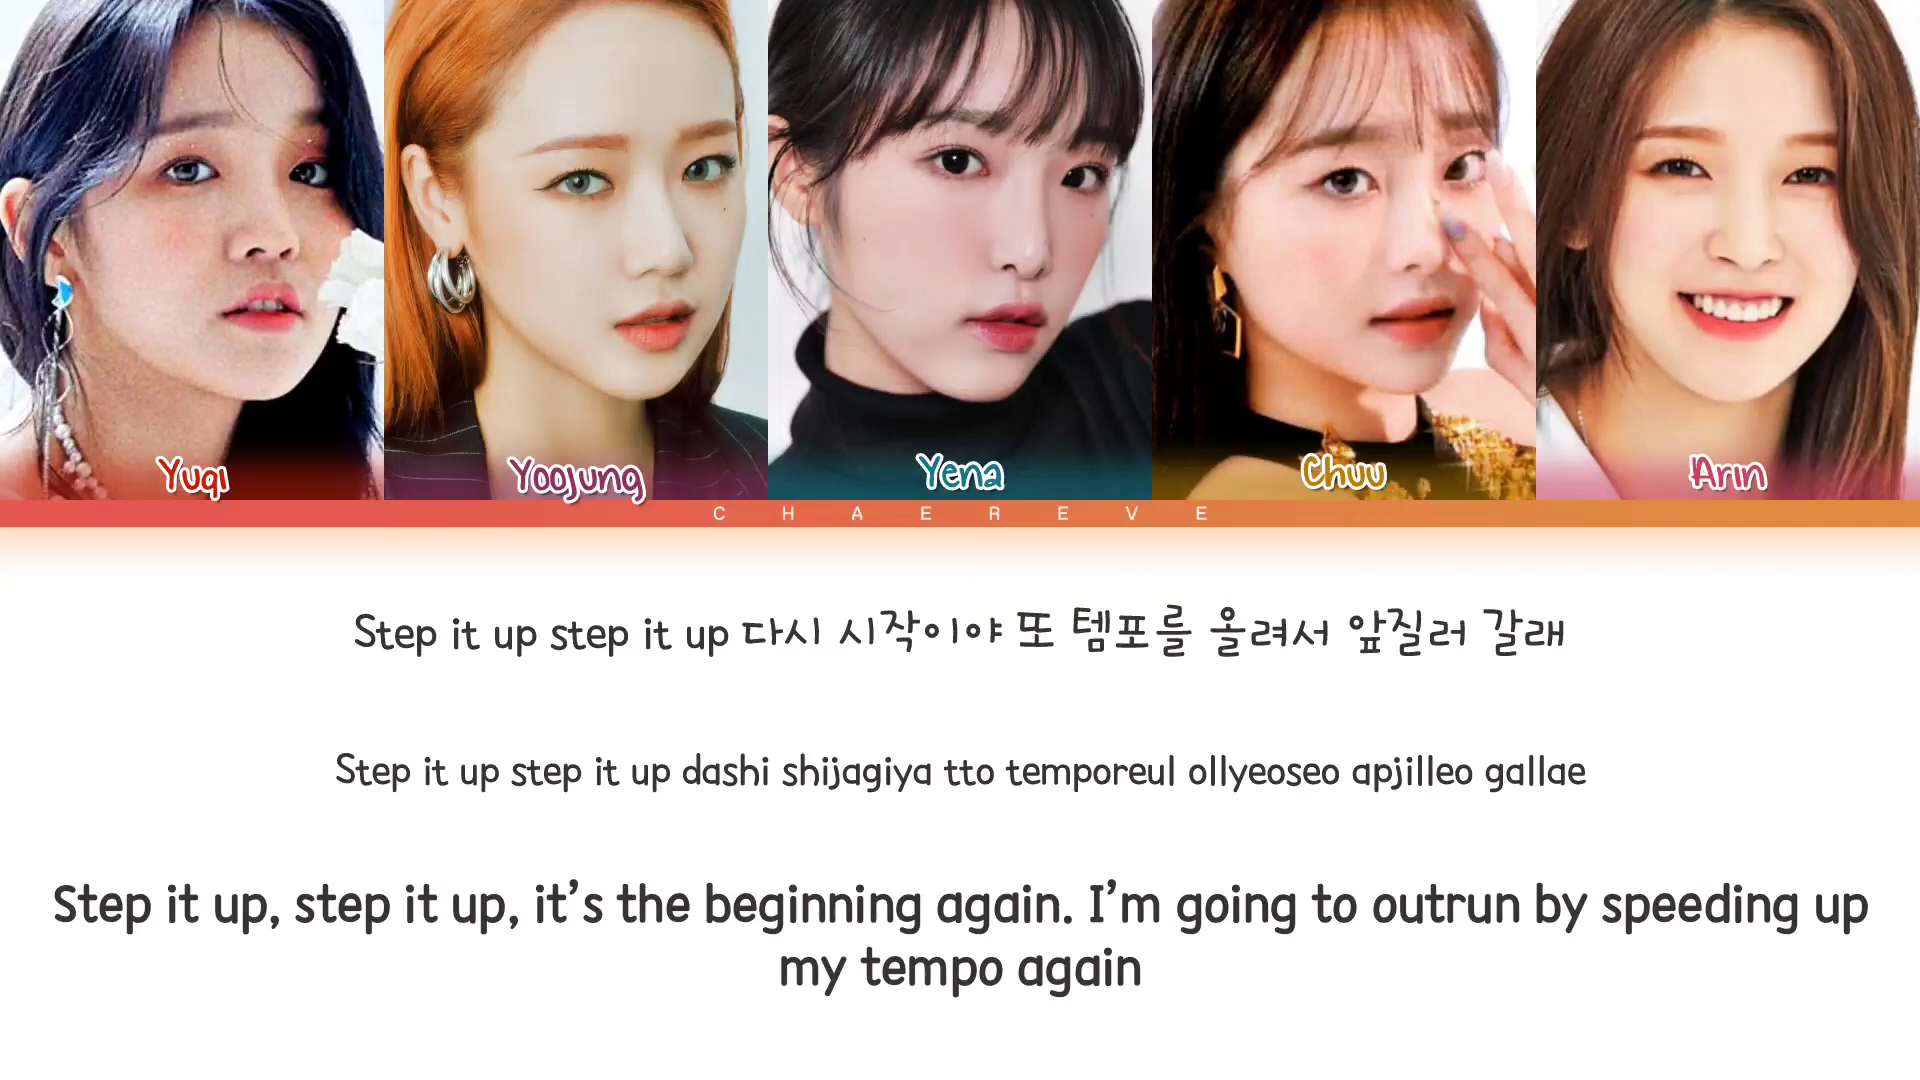 Yuqi Yoojung Yena Chuu Arin
CHAEREVE
Step it up step it up 다시 시작이야 또 템포를 올려서 앞질러 갈래
Step it up step it up dashi shijagiya tto temporeul ollyeoseo apjilleo gallae
Step it up, step it up, it's the beginning again. I'm going to outrun by speeding up
my tempo again